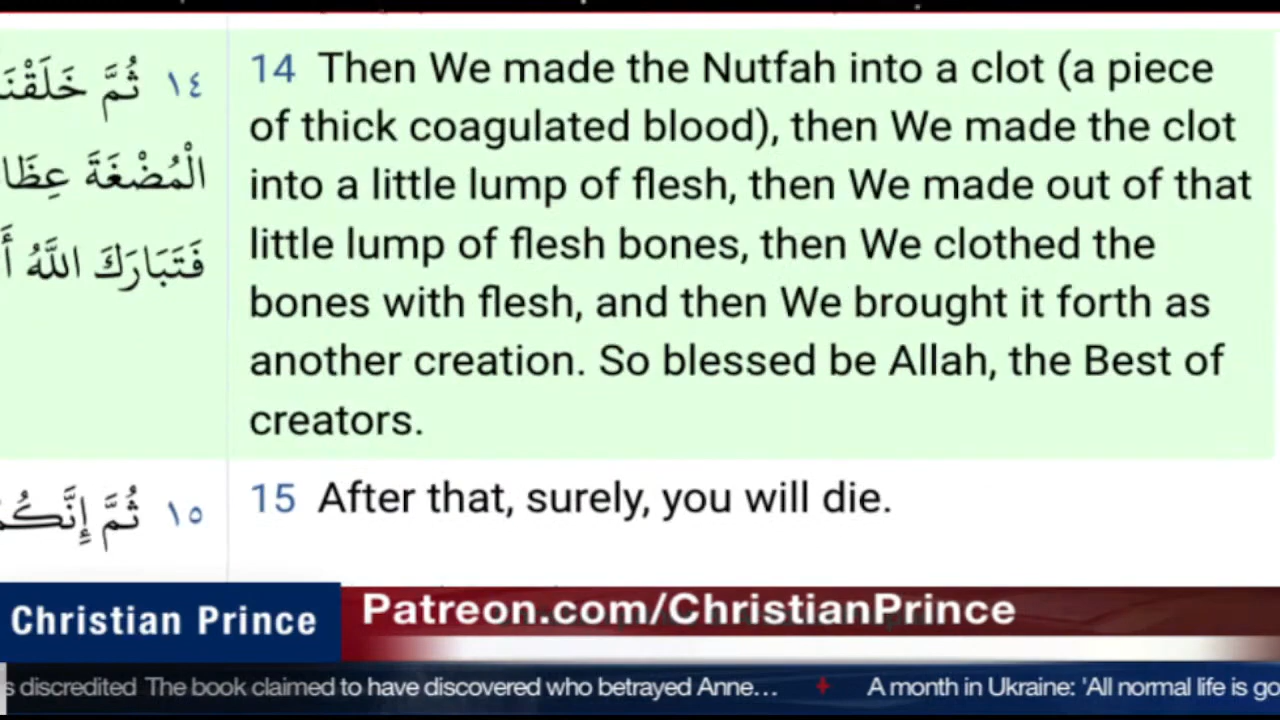 ١٤ ثُمَّ خَلَقْنَا
الْمُضْغَةَ عِظَا
فَتَبَارَكَ اللَّهُ أَ
14 Then We made the Nutfah into a clot (a piece
of thick coagulated blood), then We made the clot
into a little lump of flesh, then We made out of that
little lump of flesh bones, then We clothed the
bones with flesh, and then We brought it forth as
another creation. So blessed be Allah, the Best of
creators.
١٥ ثُمَّ إِنَّكُم
15 After that, surely, you will die.
Christian Prince
Patreon.com/ChristianPrince
s discredited The book claimed to have discovered who betrayed Anne... A month in Ukraine: 'All normal life is go